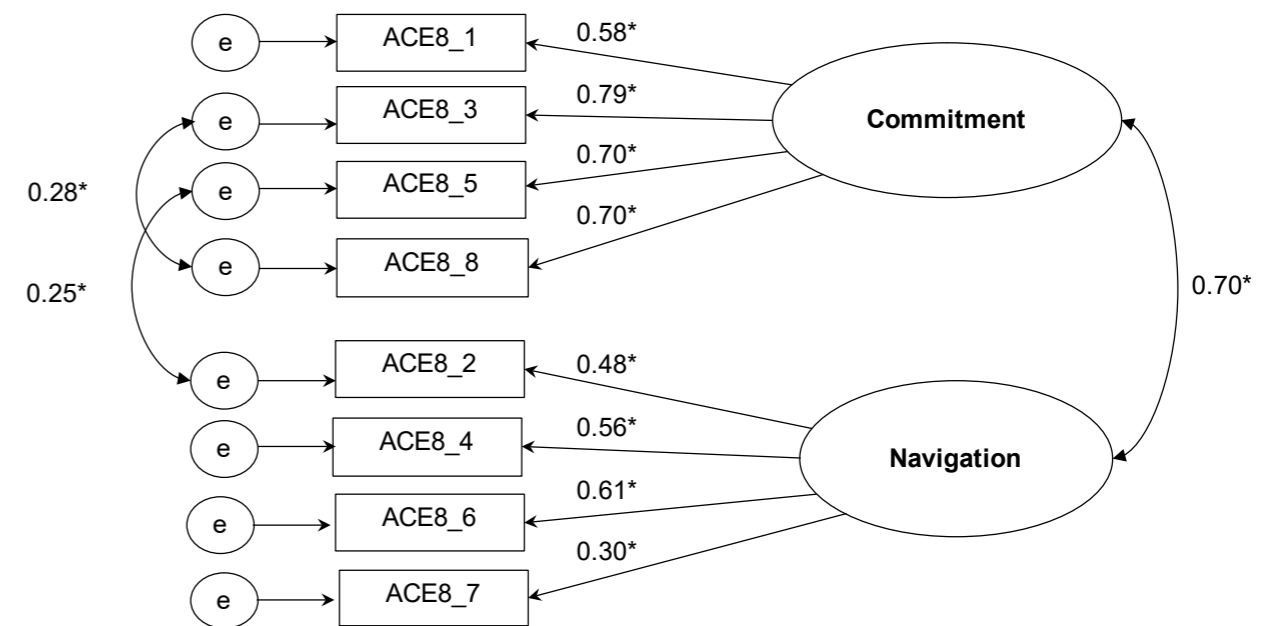 e
ACE8_1
0.58*
e
ACE8_3
0.79*
Commitment
e
ACE8_5
0.70*
0.28*
e
ACE8_8
0.70*
0.25*
0.70*
e
ACE8_2
0.48*
e
ACE8_4
0.56*
Navigation
e
ACE8_6
0.61*
e
ACE8_7
0.30*